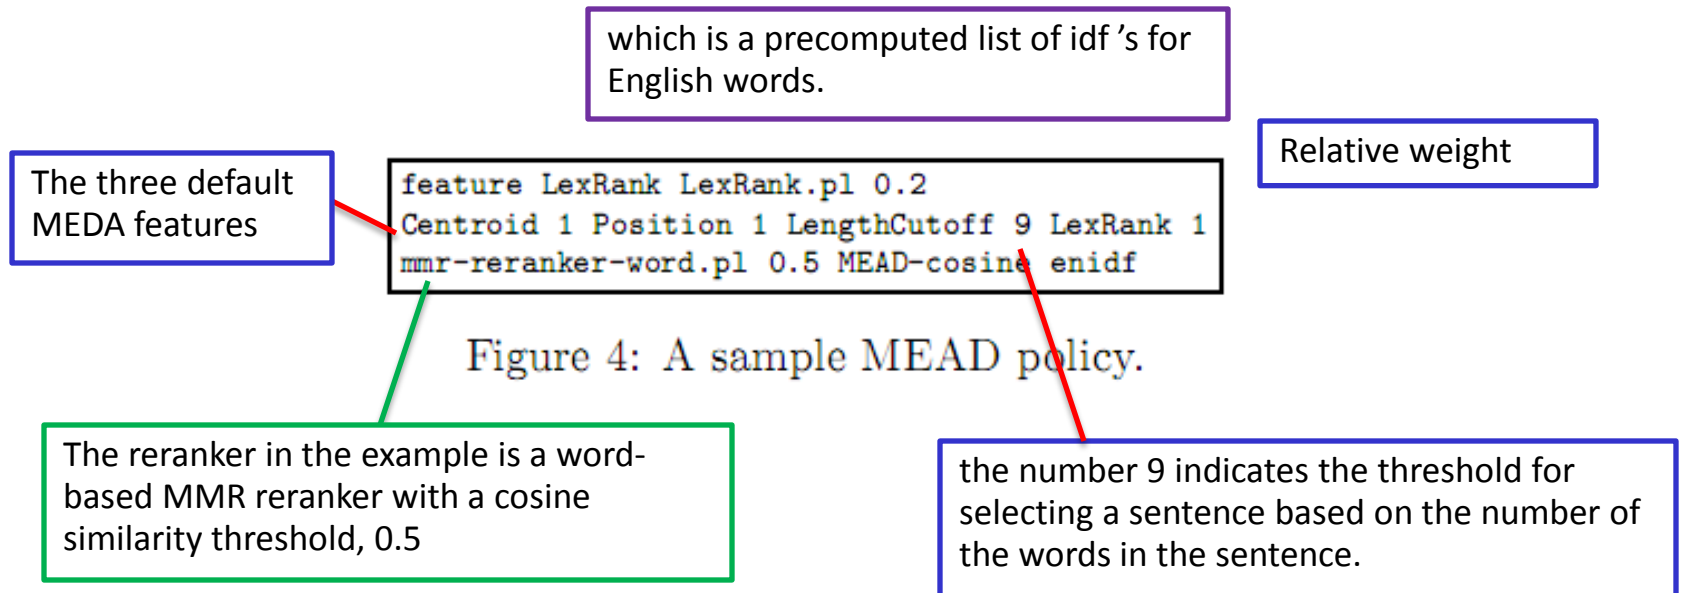 which is a precomputed list of idf 's for
English words.
Relative weight
The three default
MEDA features
feature LexRank LexRank.pl 0.2
Centroid 1 Position 1 LengthCutoff 9 LexRank 1
mmr-reranker-word.pl 0.5 MEAD-cosine enidf
Figure 4: A sample MEAD policy.
The reranker in the example is a word-
based MMR reranker with a cosine
similarity threshold, 0.5
the number 9 indicates the threshold for
selecting a sentence based on the number of
the words in the sentence.